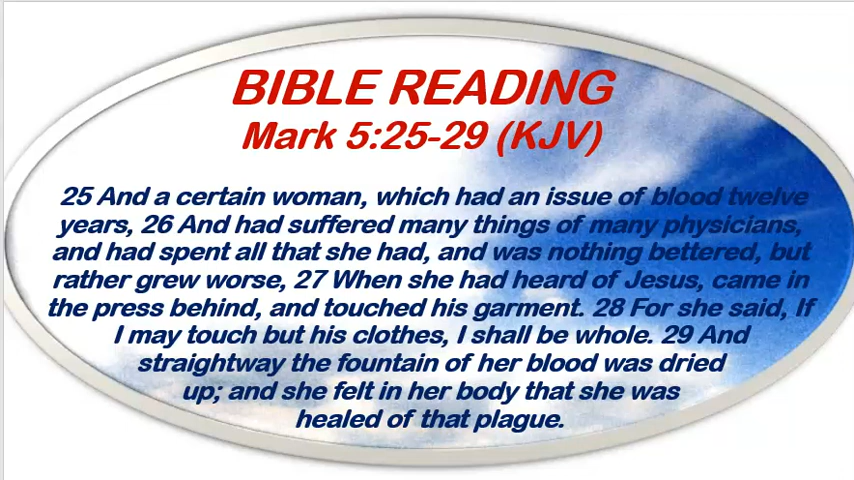 BIBLE READING
Mark 5:25-29 (KJV)
25 And a certain woman, which had an issue of blood twelve
years, 26 And had suffered many things of many physicians,
and had spent all that she had, and was nothing bettered, but
rather grew worse, 27 When she had heard of Jesus, came in
the press behind, and touched his garment. 28 For she said, If
I may touch but his clothes, I shall be whole. 29 And
straightway the fountain of her blood was dried
up; and she felt in her body that she was
healed of that plague.